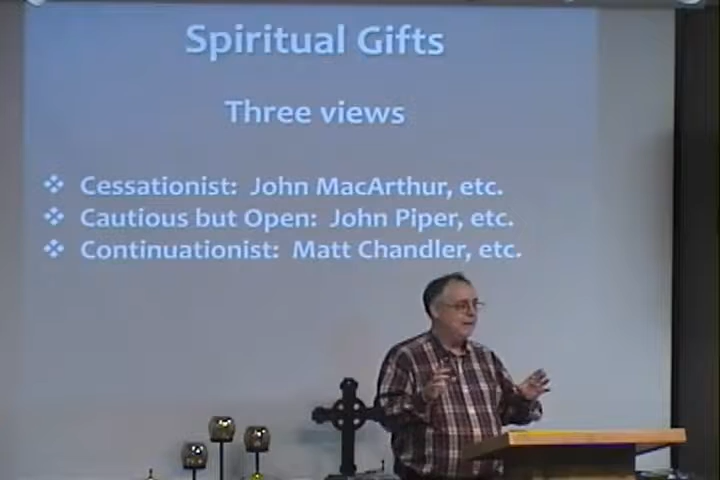 Spiritual Gifts
Three views
❖ Cessationist: John MacArthur, etc.
❖ Cautious but Open: John Piper, etc.
❖ Continuationist: Matt Chandler, etc.